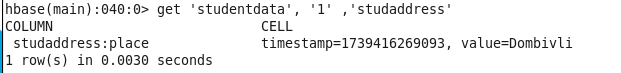 hbase(main):040:0> get 'studentdata', '1' ,'studaddress'
COLUMN                        CELL
 studaddress:place            timestamp=1739416269093, value=Dombivli
1 row(s) in 0.0030 seconds